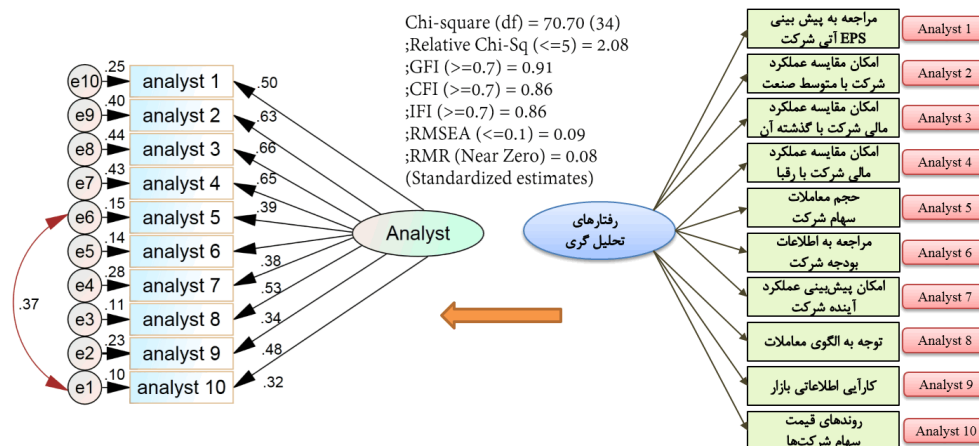 Chi-square (df) = 70.70 (34)
;Relative Chi-Sq (<=5) = 2.08
;GFI (>=0.7) = 0.91
;CFI (>=0.7) = 0.86
;IFI (>=0.7) = 0.86
;RMSEA (<=0.1) = 0.09
;RMR (Near Zero) = 0.08
(Standardized estimates)
e10 .25 analyst 1 .50
e9 .40 analyst 2 .63
e8 .44 analyst 3 .66
e7 .43 analyst 4 .65
e6 .15 analyst 5 .39
e5 .14 analyst 6 .38
e4 .28 analyst 7 .53
e3 .11 analyst 8 .34
e2 .23 analyst 9 .48
e1 .10 analyst 10 .32
.37
Analyst
رفتارهای
تحلیل گری
مراجعه به پیش بینی
EPS آتی شرکت
Analyst 1
امکان مقایسه عملکرد
شرکت با متوسط صنعت
Analyst 2
امکان مقایسه عملکرد
مالی شرکت با گذشته آن
Analyst 3
امکان مقایسه عملکرد
مالی شرکت با رقبا
Analyst 4
حجم معاملات
سهام شرکت
Analyst 5
مراجعه به اطلاعات
بودجه شرکت
Analyst 6
امکان پیش‌بینی عملکرد
آینده شرکت
Analyst 7
توجه به الگوی معاملات
Analyst 8
کارآیی اطلاعاتی بازار
Analyst 9
روندهای قیمت
سهام شرکت‌ها
Analyst 10